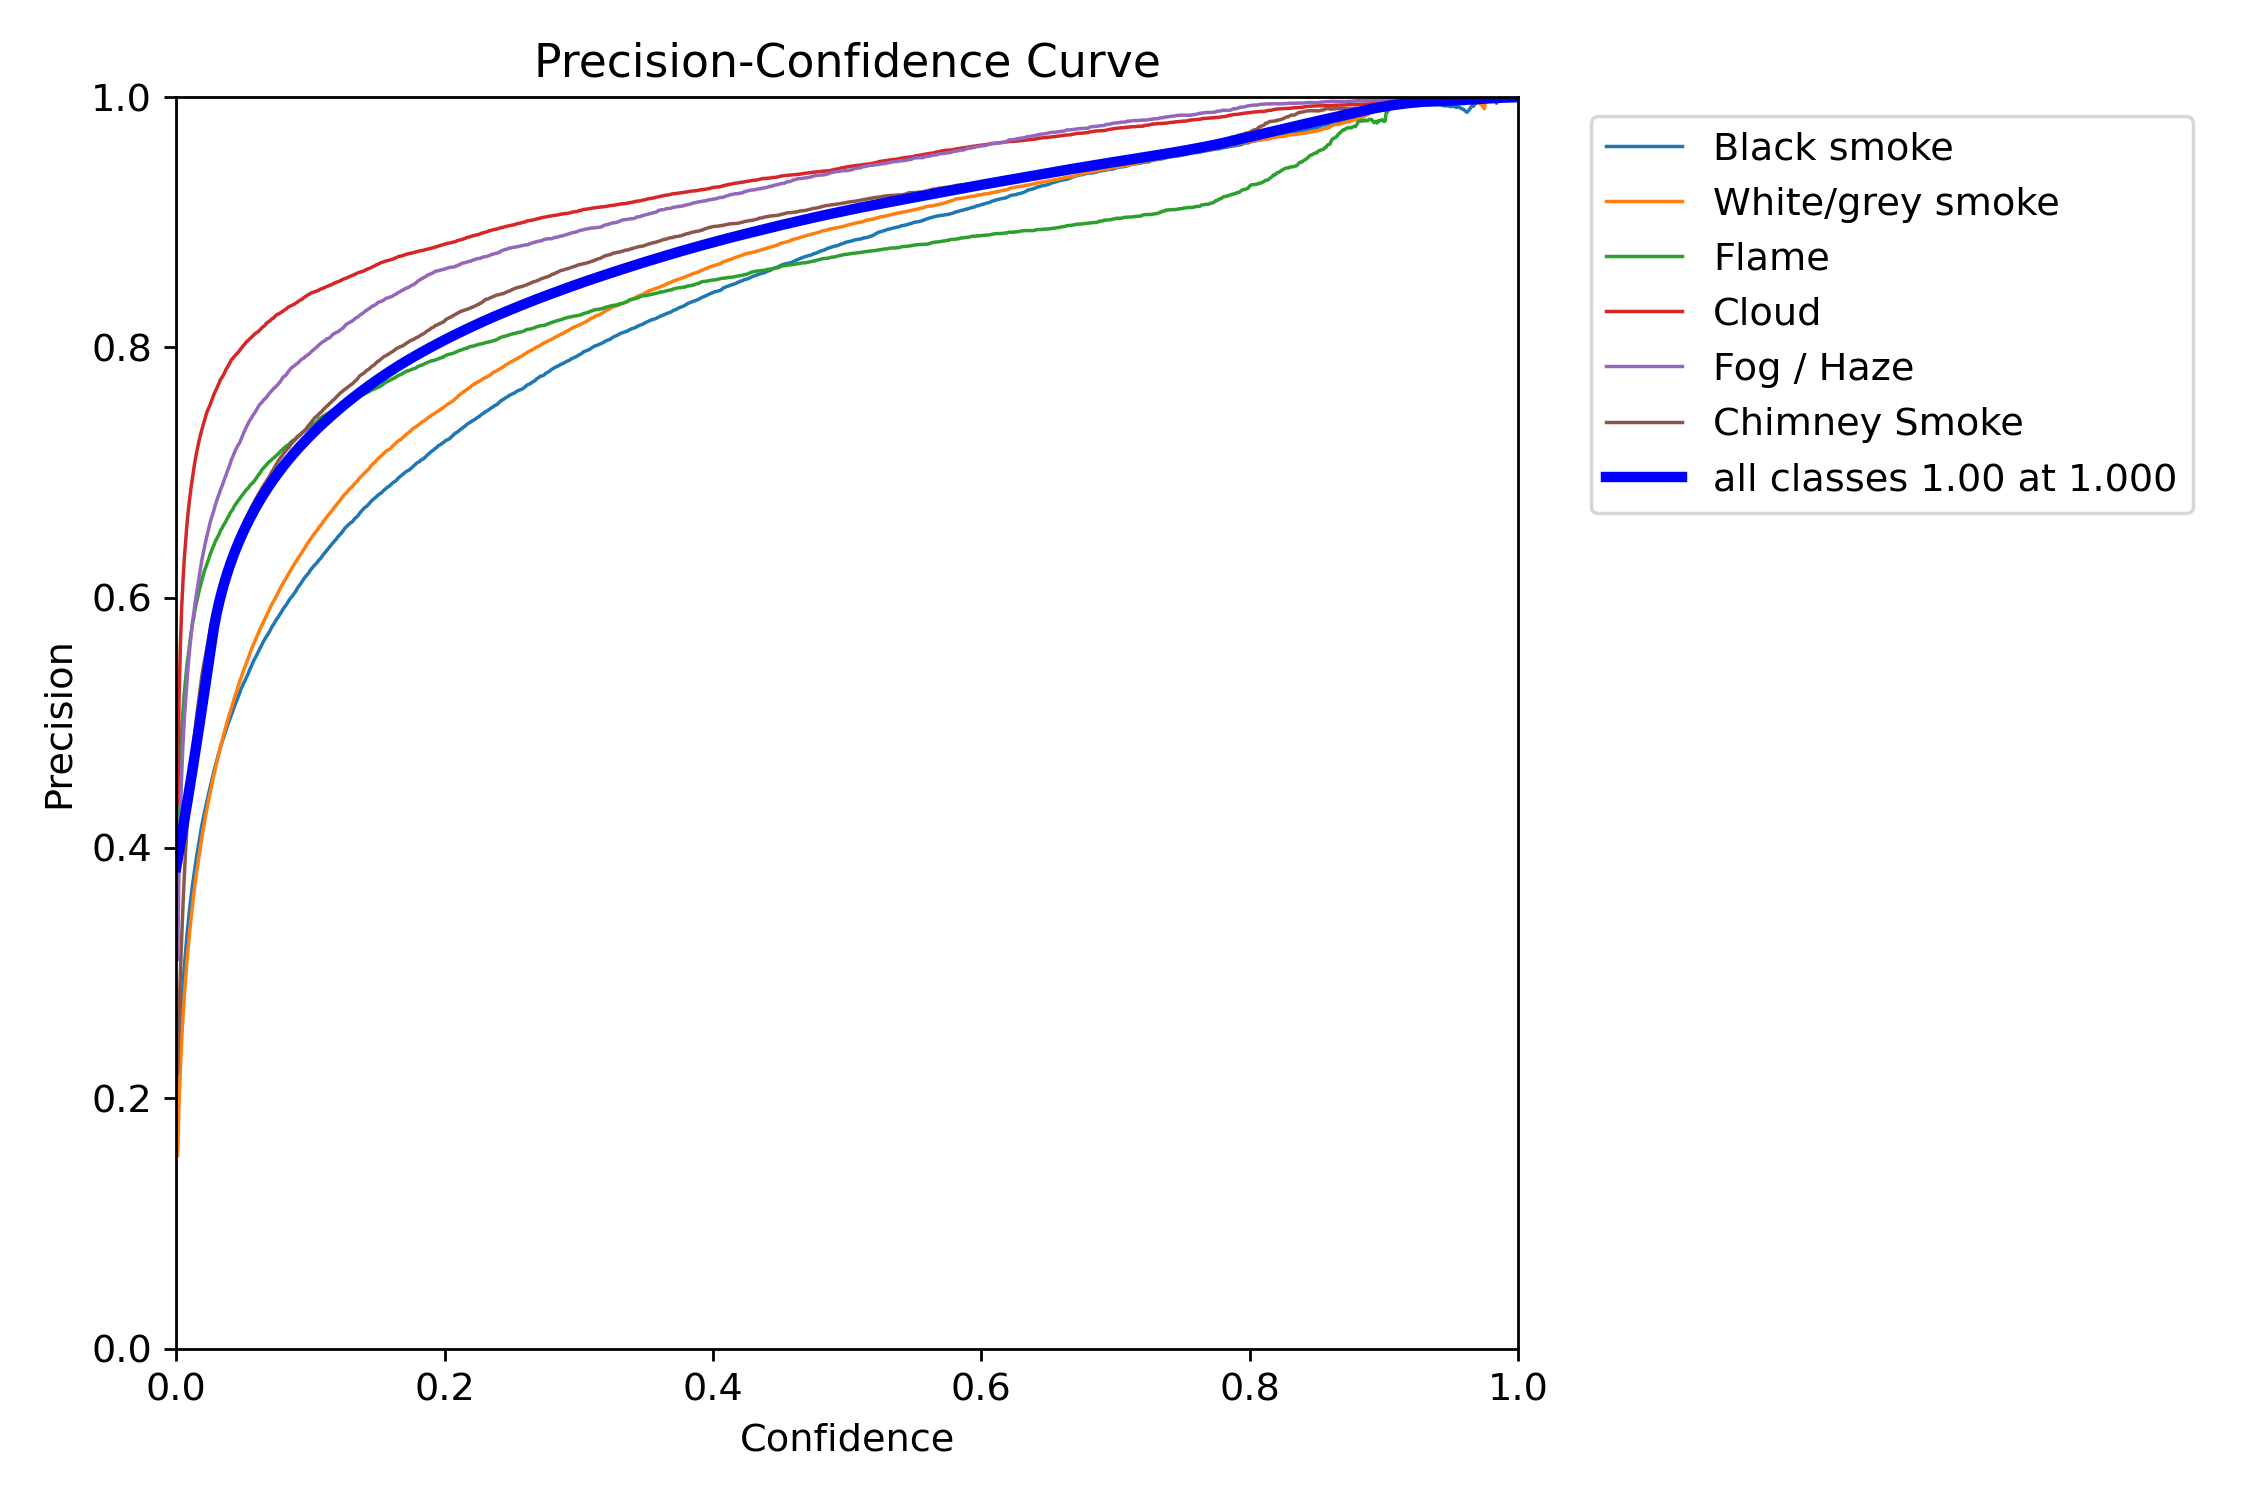 Precision-Confidence Curve
1.0
0.8
0.6
0.4
0.2
0.0
Precision
0.0 0.2 0.4 0.6 0.8 1.0
Confidence
Black smoke
White/grey smoke
Flame
Cloud
Fog / Haze
Chimney Smoke
all classes 1.00 at 1.000